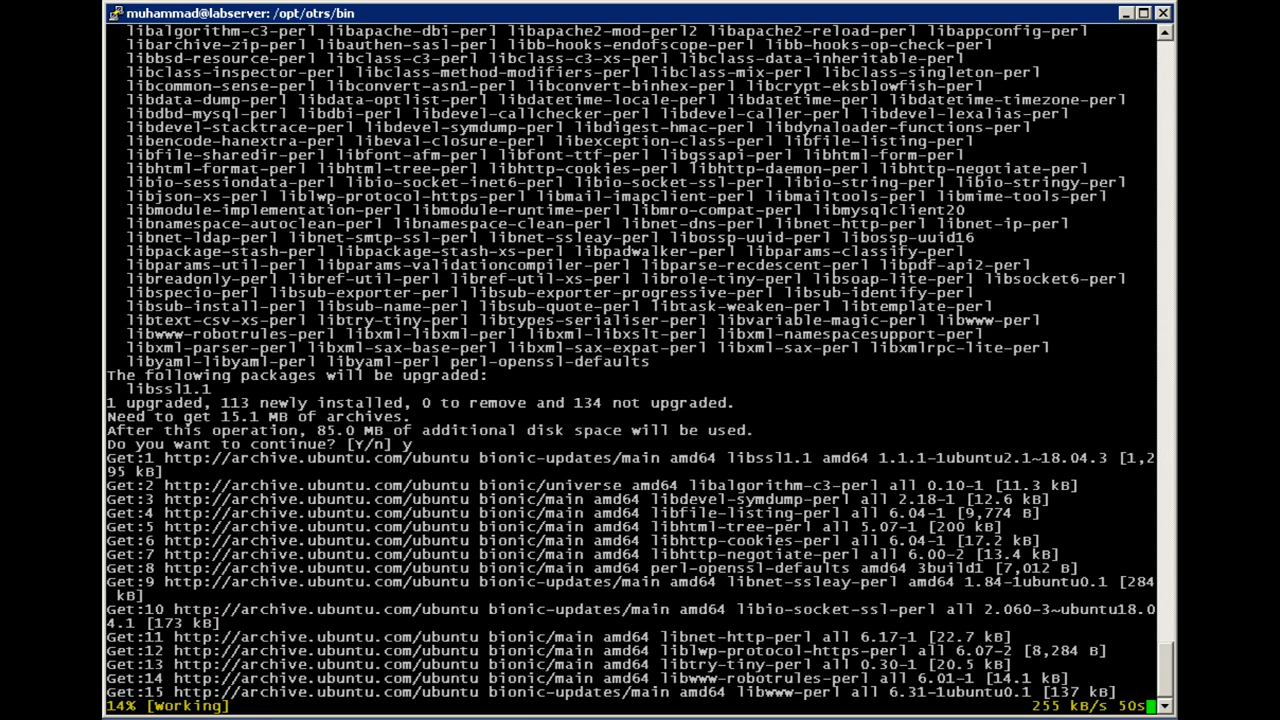 muhammad@labserver: /opt/otrs/bin
libalgorithm-c3-perl libapache-dbi-perl libapache2-mod-perl2 libapache2-reload-perl libappconfig-perl
libarchive-zip-perl libauthen-sasl-perl libb-hooks-endofscope-perl libb-hooks-op-check-perl
libbsd-resource-perl libclass-c3-perl libclass-c3-xs-perl libclass-data-inheritable-perl
libclass-inspector-perl libclass-method-modifiers-perl libclass-mix-perl libclass-singleton-perl
libcommon-sense-perl libconvert-asn1-perl libconvert-binhex-perl libcrypt-eksblowfish-perl
libdata-dump-perl libdata-optlist-perl libdatetime-locale-perl libdatetime-perl libdatetime-timezone-perl
libdbd-mysql-perl libdbi-perl libdevel-callchecker-perl libdevel-caller-perl libdevel-lexalias-perl
libdevel-stacktrace-perl libdevel-symdump-perl libdigest-hmac-perl libdynaloader-functions-perl
libencode-hanextra-perl libeval-closure-perl libexception-class-perl libfile-listing-perl
libfile-sharedir-perl libfont-afm-perl libfont-ttf-perl libgssapi-perl libhtml-form-perl
libhtml-format-perl libhtml-tree-perl libhttp-cookies-perl libhttp-daemon-perl libhttp-negotiate-perl
libio-sessiondata-perl libio-socket-inet6-perl libio-socket-ssl-perl libio-string-perl libio-stringy-perl
libjson-xs-perl liblwp-protocol-https-perl libmail-imapclient-perl libmailtools-perl libmime-tools-perl
libmodule-implementation-perl libmodule-runtime-perl libmro-compat-perl libmysqlclient20
libnamespace-autoclean-perl libnamespace-clean-perl libnet-dns-perl libnet-http-perl libnet-ip-perl
libnet-ldap-perl libnet-smtp-ssl-perl libnet-ssleay-perl libossp-uuid-perl libossp-uuid16
libpackage-stash-perl libpackage-stash-xs-perl libpadwalker-perl libparams-classify-perl
libparams-util-perl libparams-validationcompiler-perl libparse-recdescent-perl libpdf-api2-perl
libreadonly-perl libref-util-perl libref-util-xs-perl librole-tiny-perl libsoap-lite-perl libsocket6-perl
libspecio-perl libsub-exporter-perl libsub-exporter-progressive-perl libsub-identify-perl
libsub-install-perl libsub-name-perl libsub-quote-perl libtask-weaken-perl libtemplate-perl
libtext-csv-xs-perl libtry-tiny-perl libtypes-serialiser-perl libvariable-magic-perl libwww-perl
libwww-robotrules-perl libxml-libxml-perl libxml-libxslt-perl libxml-namespacesupport-perl
libxml-parser-perl libxml-sax-base-perl libxml-sax-expat-perl libxml-sax-perl libxmlrpc-lite-perl
libyaml-libyaml-perl libyaml-perl perl-openssl-defaults
The following packages will be upgraded:
libssl1.1
1 upgraded, 113 newly installed, 0 to remove and 134 not upgraded.
Need to get 15.1 MB of archives.
After this operation, 85.0 MB of additional disk space will be used.
Do you want to continue? [Y/n] y
Get:1 http://archive.ubuntu.com/ubuntu bionic-updates/main amd64 libssl1.1 amd64 1.1.1-1ubuntu2.1~18.04.3 [1,2
95 kB]
Get:2 http://archive.ubuntu.com/ubuntu bionic/universe amd64 libalgorithm-c3-perl all 0.10-1 [11.3 kB]
Get:3 http://archive.ubuntu.com/ubuntu bionic/main amd64 libdevel-symdump-perl all 2.18-1 [12.6 kB]
Get:4 http://archive.ubuntu.com/ubuntu bionic/main amd64 libfile-listing-perl all 6.04-1 [9,774 B]
Get:5 http://archive.ubuntu.com/ubuntu bionic/main amd64 libhtml-tree-perl all 5.07-1 [200 kB]
Get:6 http://archive.ubuntu.com/ubuntu bionic/main amd64 libhttp-cookies-perl all 6.04-1 [17.2 kB]
Get:7 http://archive.ubuntu.com/ubuntu bionic/main amd64 libhttp-negotiate-perl all 6.00-2 [13.4 kB]
Get:8 http://archive.ubuntu.com/ubuntu bionic/main amd64 perl-openssl-defaults amd64 3build1 [7,012 B]
Get:9 http://archive.ubuntu.com/ubuntu bionic-updates/main amd64 libnet-ssleay-perl amd64 1.84-1ubuntu0.1 [284
kB]
Get:10 http://archive.ubuntu.com/ubuntu bionic-updates/main amd64 libio-socket-ssl-perl all 2.060-3~ubuntu18.0
4.1 [173 kB]
Get:11 http://archive.ubuntu.com/ubuntu bionic/main amd64 libnet-http-perl all 6.17-1 [22.7 kB]
Get:12 http://archive.ubuntu.com/ubuntu bionic/main amd64 liblwp-protocol-https-perl all 6.07-2 [8,284 B]
Get:13 http://archive.ubuntu.com/ubuntu bionic/main amd64 libtry-tiny-perl all 0.30-1 [20.5 kB]
Get:14 http://archive.ubuntu.com/ubuntu bionic/main amd64 libwww-robotrules-perl all 6.01-1 [14.1 kB]
Get:15 http://archive.ubuntu.com/ubuntu bionic-updates/main amd64 libwww-perl all 6.31-1ubuntu0.1 [137 kB]
14% [Working] 255 kB/s 50s